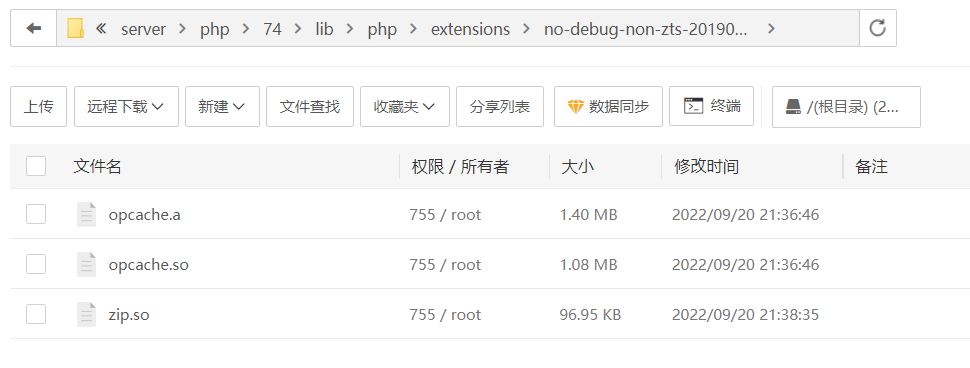 server > php > 74 > lib > php > extensions > no-debug-non-zts-20190... >
上传 远程下载 新建 文件查找 收藏夹 分享列表 数据同步 终端 /(根目录) (2...
文件名 权限 / 所有者 大小 修改时间 备注
opcache.a 755 / root 1.40 MB 2022/09/20 21:36:46
opcache.so 755 / root 1.08 MB 2022/09/20 21:36:46
zip.so 755 / root 96.95 KB 2022/09/20 21:38:35